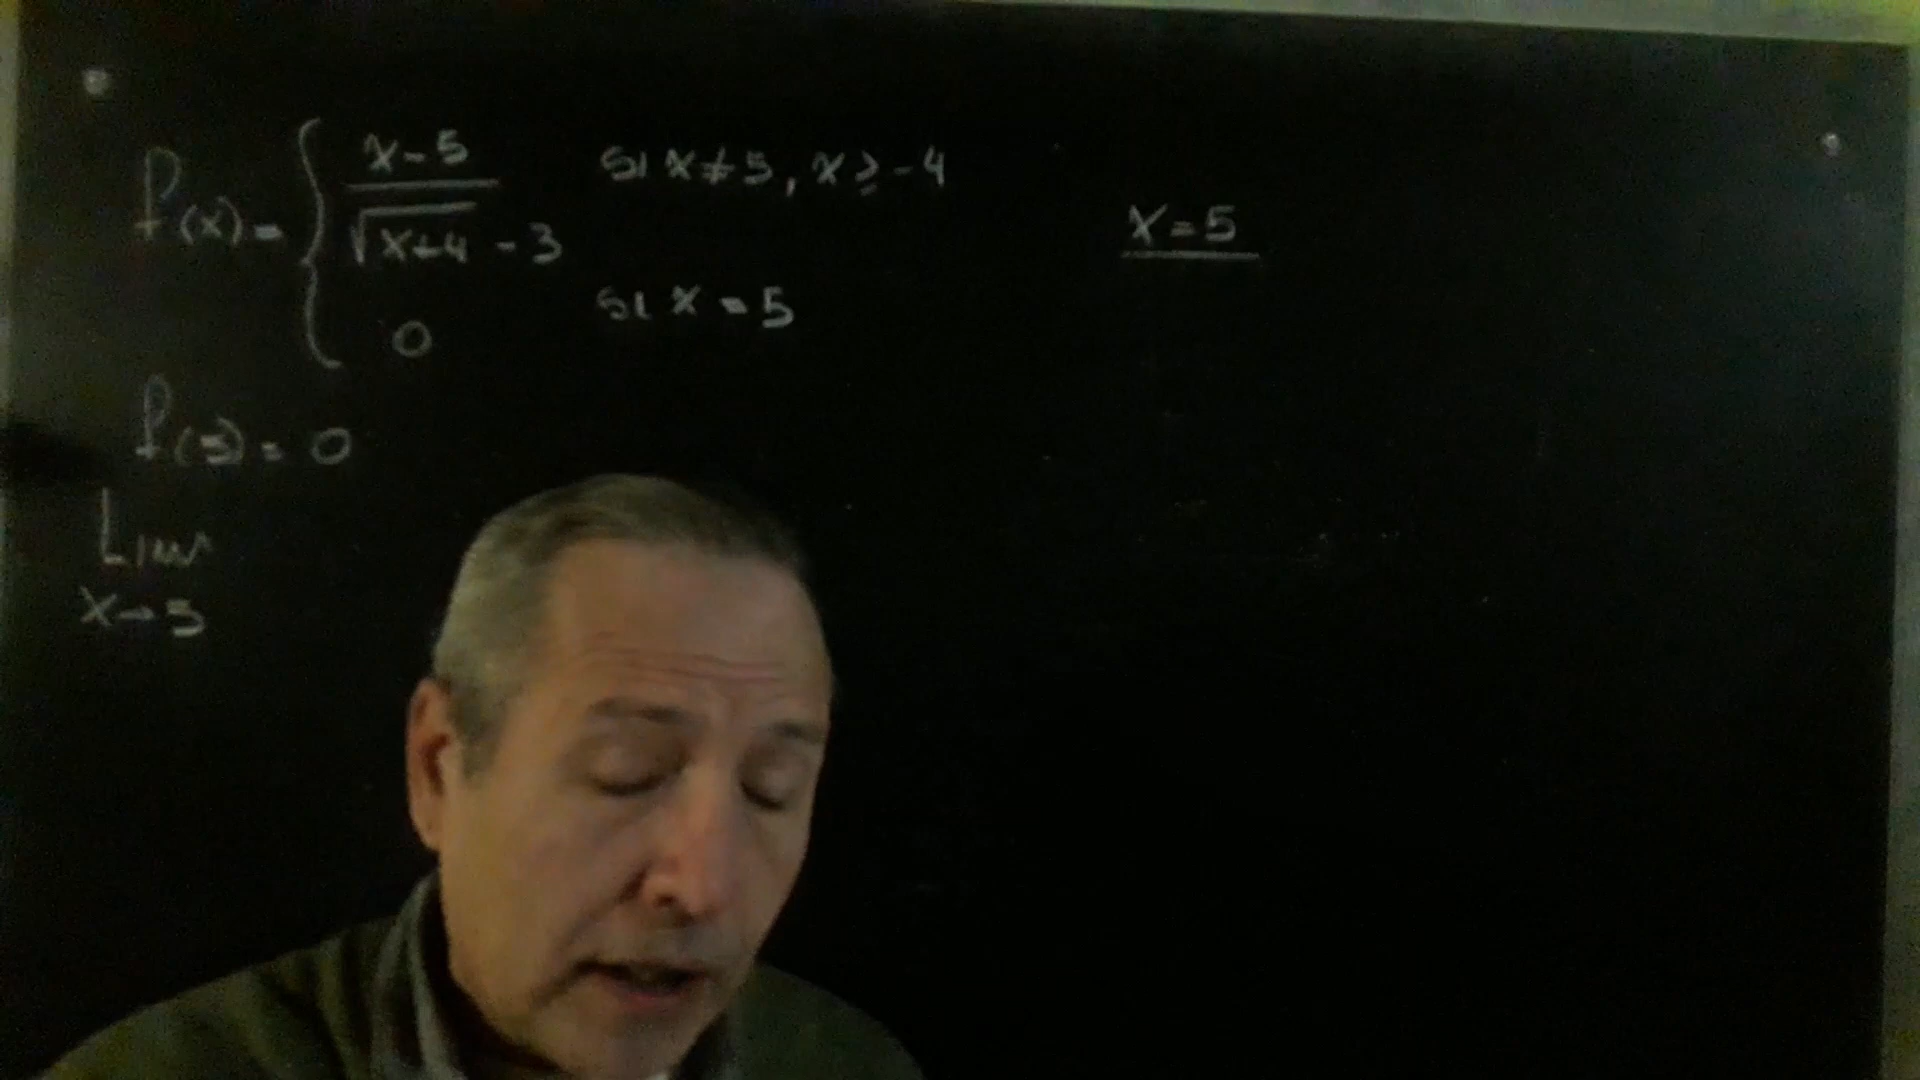 f(x) = { x-5 / √x+4 - 3 si x ≠ 5, x ≥ -4
0 si x = 5
x = 5
f(5) = 0
Lim
x→5